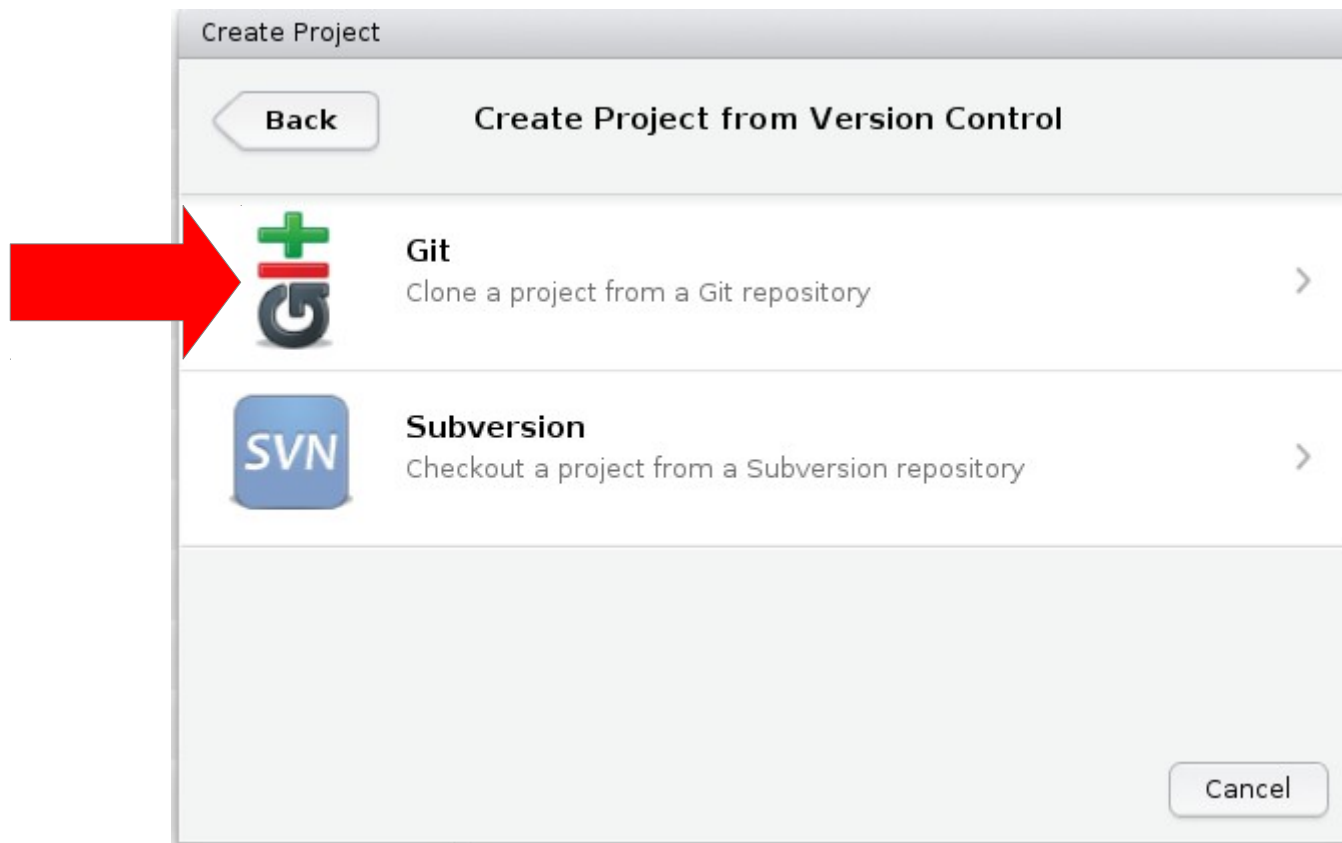 Create Project
Back
Create Project from Version Control
Git
Clone a project from a Git repository
SVN
Subversion
Checkout a project from a Subversion repository
Cancel